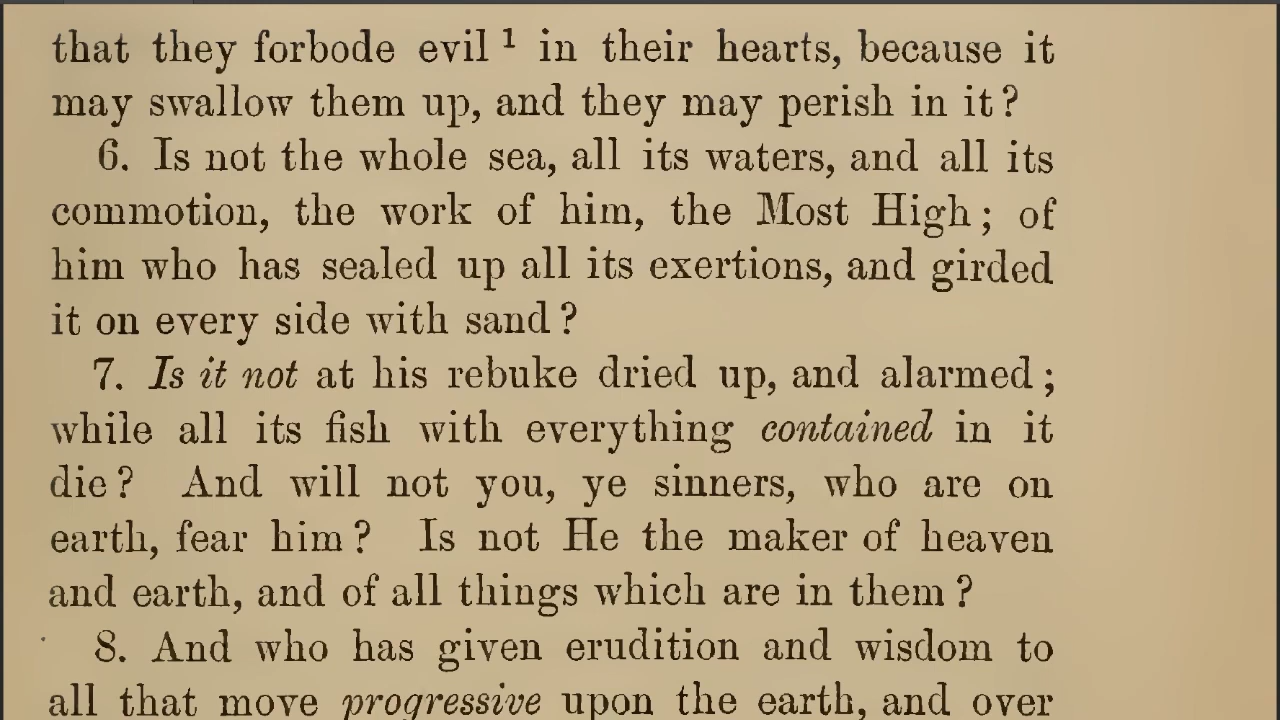 that they forbode evil ¹ in their hearts, because it
may swallow them up, and they may perish in it?
6. Is not the whole sea, all its waters, and all its
commotion, the work of him, the Most High; of
him who has sealed up all its exertions, and girded
it on every side with sand?
7. Is it not at his rebuke dried up, and alarmed;
while all its fish with everything contained in it
die? And will not you, ye sinners, who are on
earth, fear him? Is not He the maker of heaven
and earth, and of all things which are in them?
8. And who has given erudition and wisdom to
all that move progressive upon the earth, and over